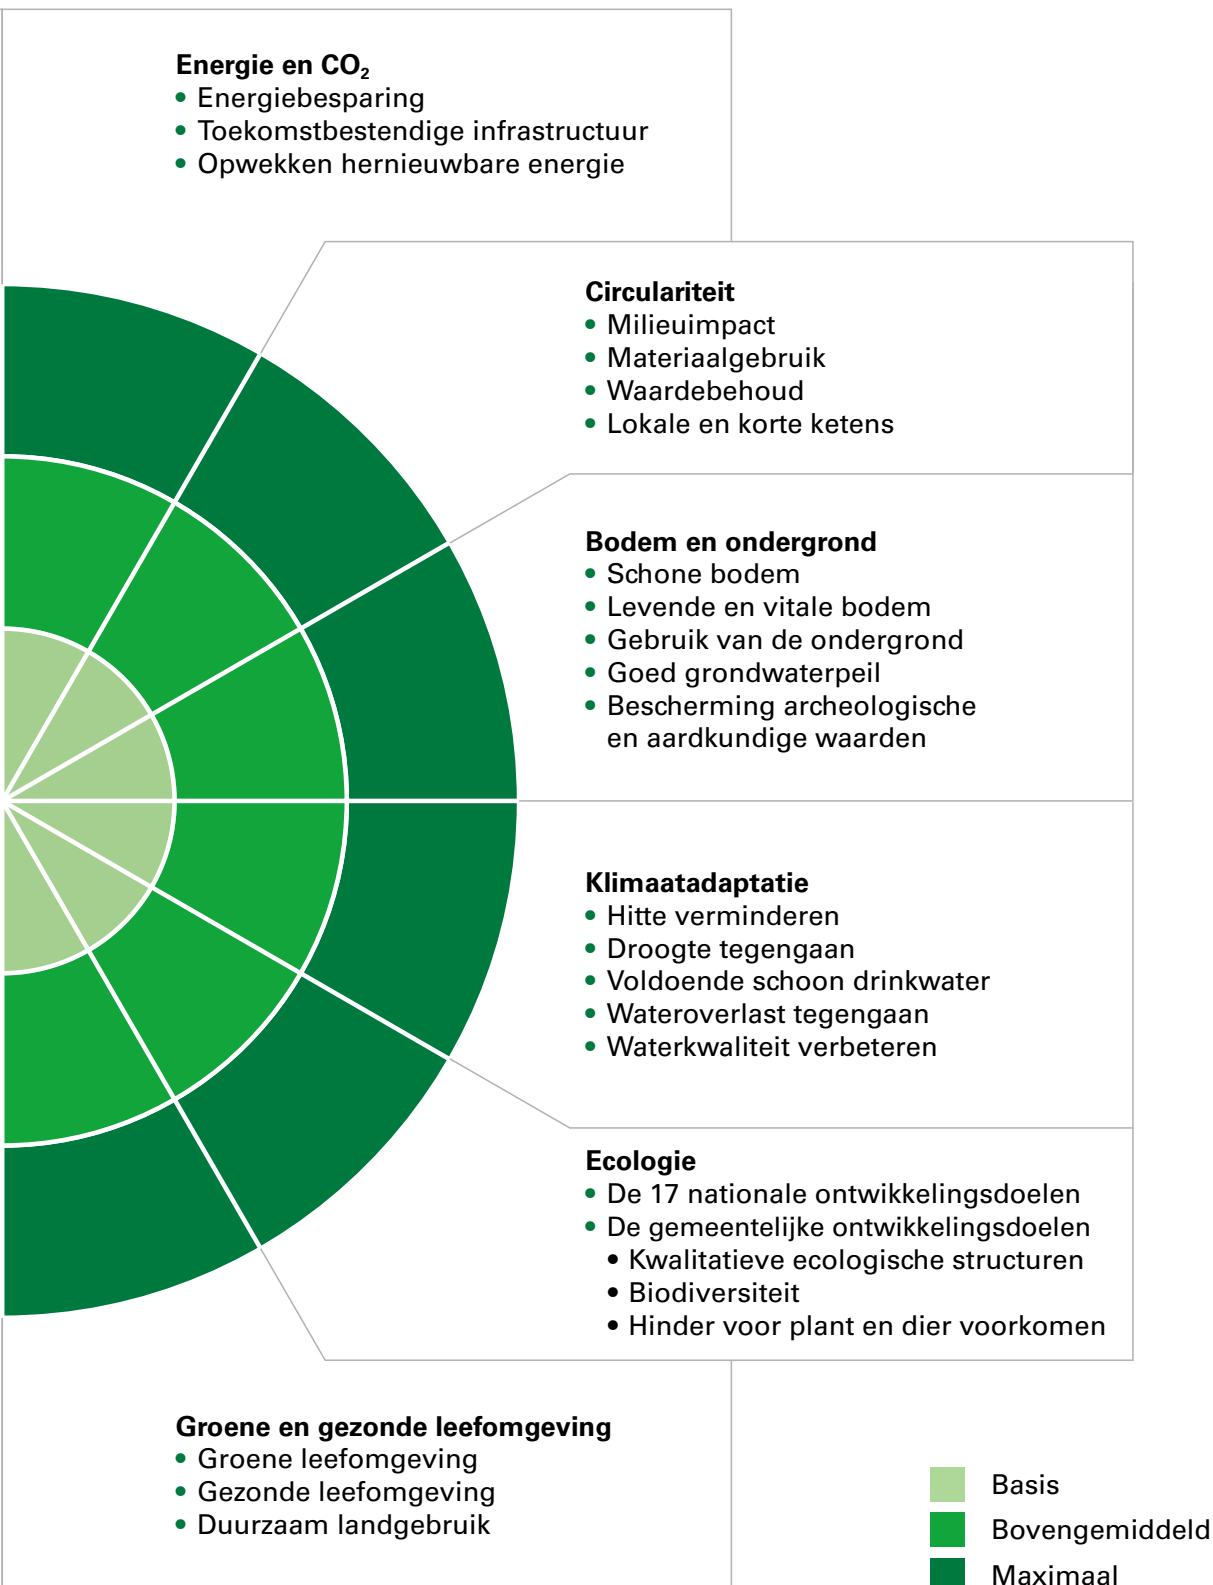 Energie en CO₂
• Energiebesparing
• Toekomstbestendige infrastructuur
• Opwekken hernieuwbare energie
Circulariteit
• Milieuimpact
• Materiaalgebruik
• Waardebehoud
• Lokale en korte ketens
Bodem en ondergrond
• Schone bodem
• Levende en vitale bodem
• Gebruik van de ondergrond
• Goed grondwaterpeil
• Bescherming archeologische
en aardkundige waarden
Klimaatadaptatie
• Hitte verminderen
• Droogte tegengaan
• Voldoende schoon drinkwater
• Wateroverlast tegengaan
• Waterkwaliteit verbeteren
Ecologie
• De 17 nationale ontwikkelingsdoelen
• De gemeentelijke ontwikkelingsdoelen
• Kwalitatieve ecologische structuren
• Biodiversiteit
• Hinder voor plant en dier voorkomen
Groene en gezonde leefomgeving
• Groene leefomgeving
• Gezonde leefomgeving
• Duurzaam landgebruik
Basis
Bovengemiddeld
Maximaal